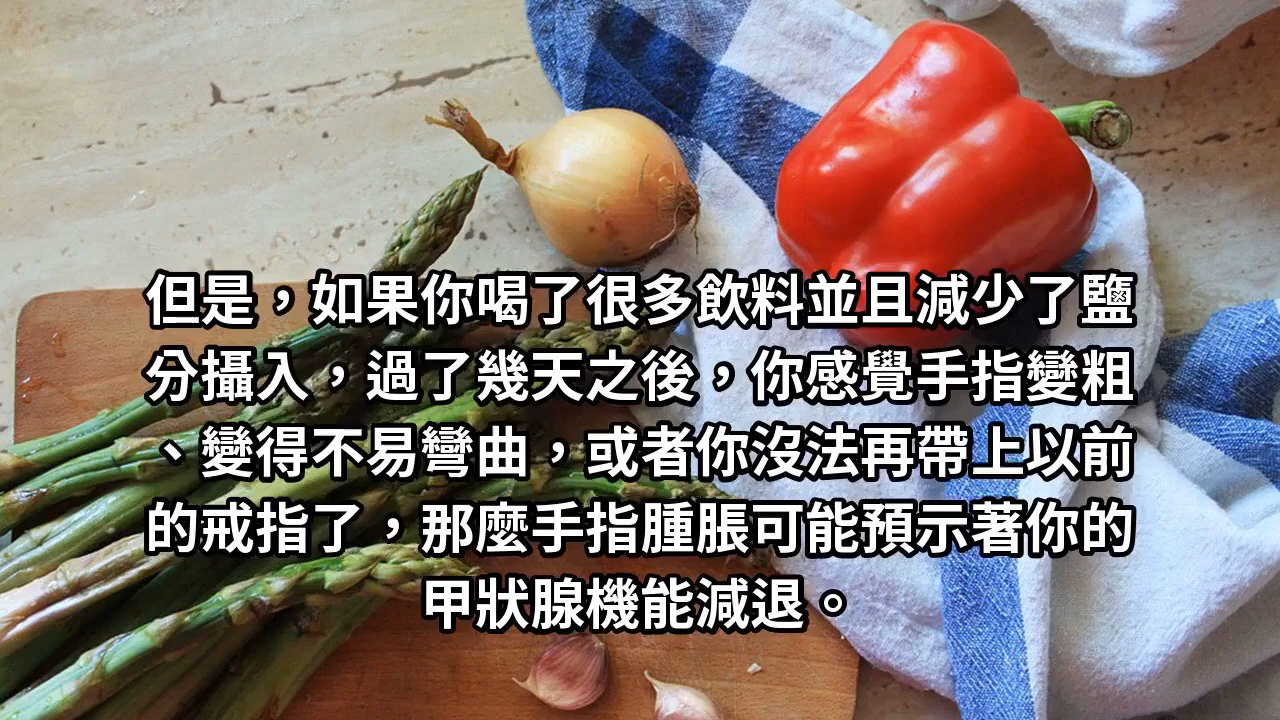 但是，如果你喝了很多飲料並且減少了鹽
分攝入，過了幾天之後，你感覺手指變粗
、變得不易彎曲，或者你沒法再帶上以前
的戒指了，那麼手指腫脹可能預示著你的
甲狀腺機能減退。